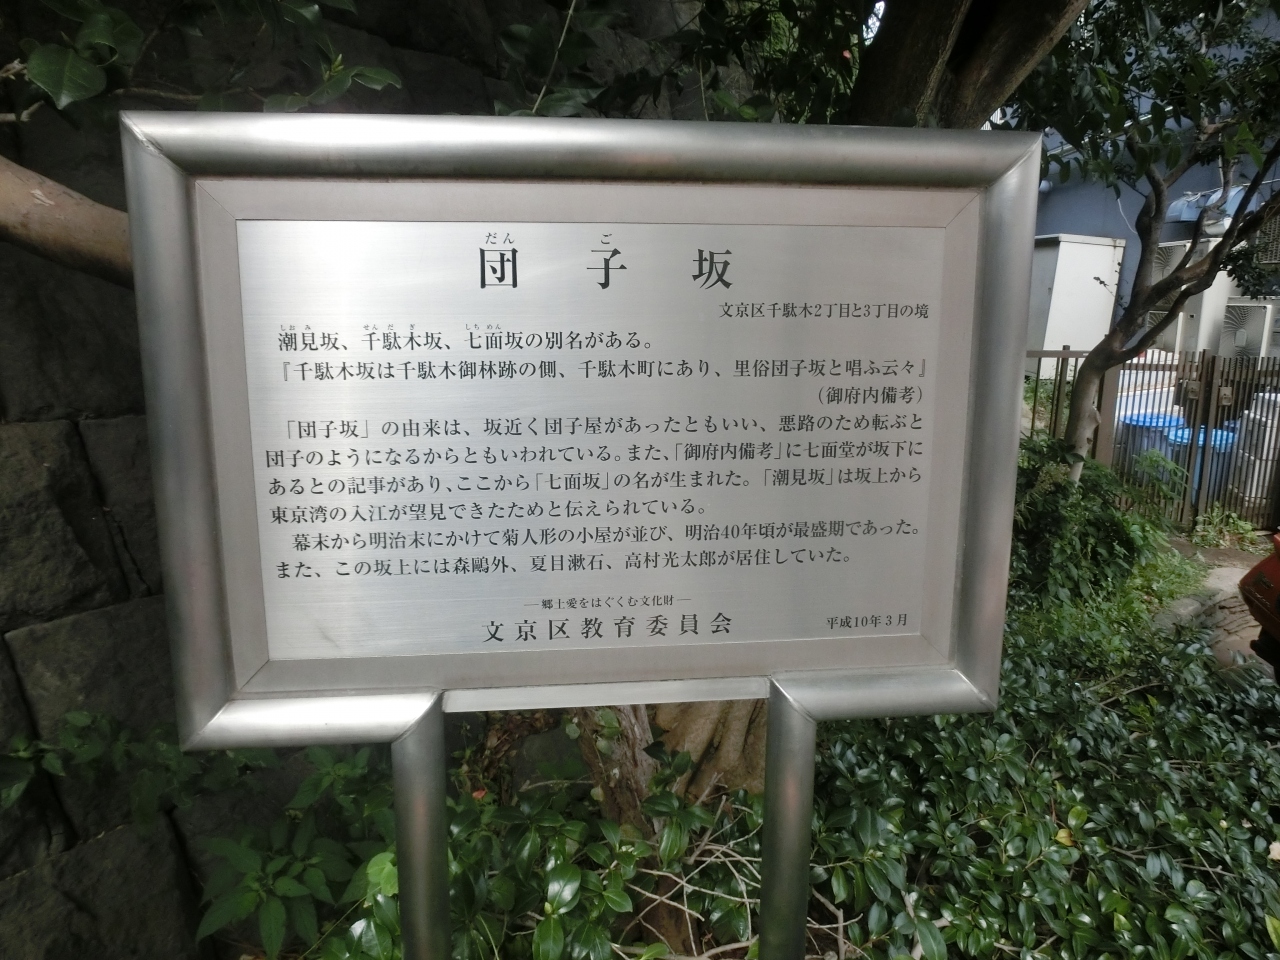 だん ご
団子坂
文京区千駄木2丁目と3丁目の境
しおみ せんだぎ しちめん
潮見坂、千駄木坂、七面坂の別名がある。
『千駄木坂は千駄木御林跡の側、千駄木町にあり、里俗団子坂と唱ふ云々』
(御府内備考)
「団子坂」の由来は、坂近く団子屋があったともいい、悪路のため転ぶと
団子のようになるからともいわれている。また、「御府内備考」に七面堂が坂下に
あるとの記事があり、ここから「七面坂」の名が生まれた。「潮見坂」は坂上から
東京湾の入江が望見できたためと伝えられている。
幕末から明治末にかけて菊人形の小屋が並び、明治40年頃が最盛期であった。
また、この坂上には森鷗外、夏目漱石、高村光太郎が居住していた。
―郷土愛をはぐくむ文化財―
文京区教育委員会 平成10年3月